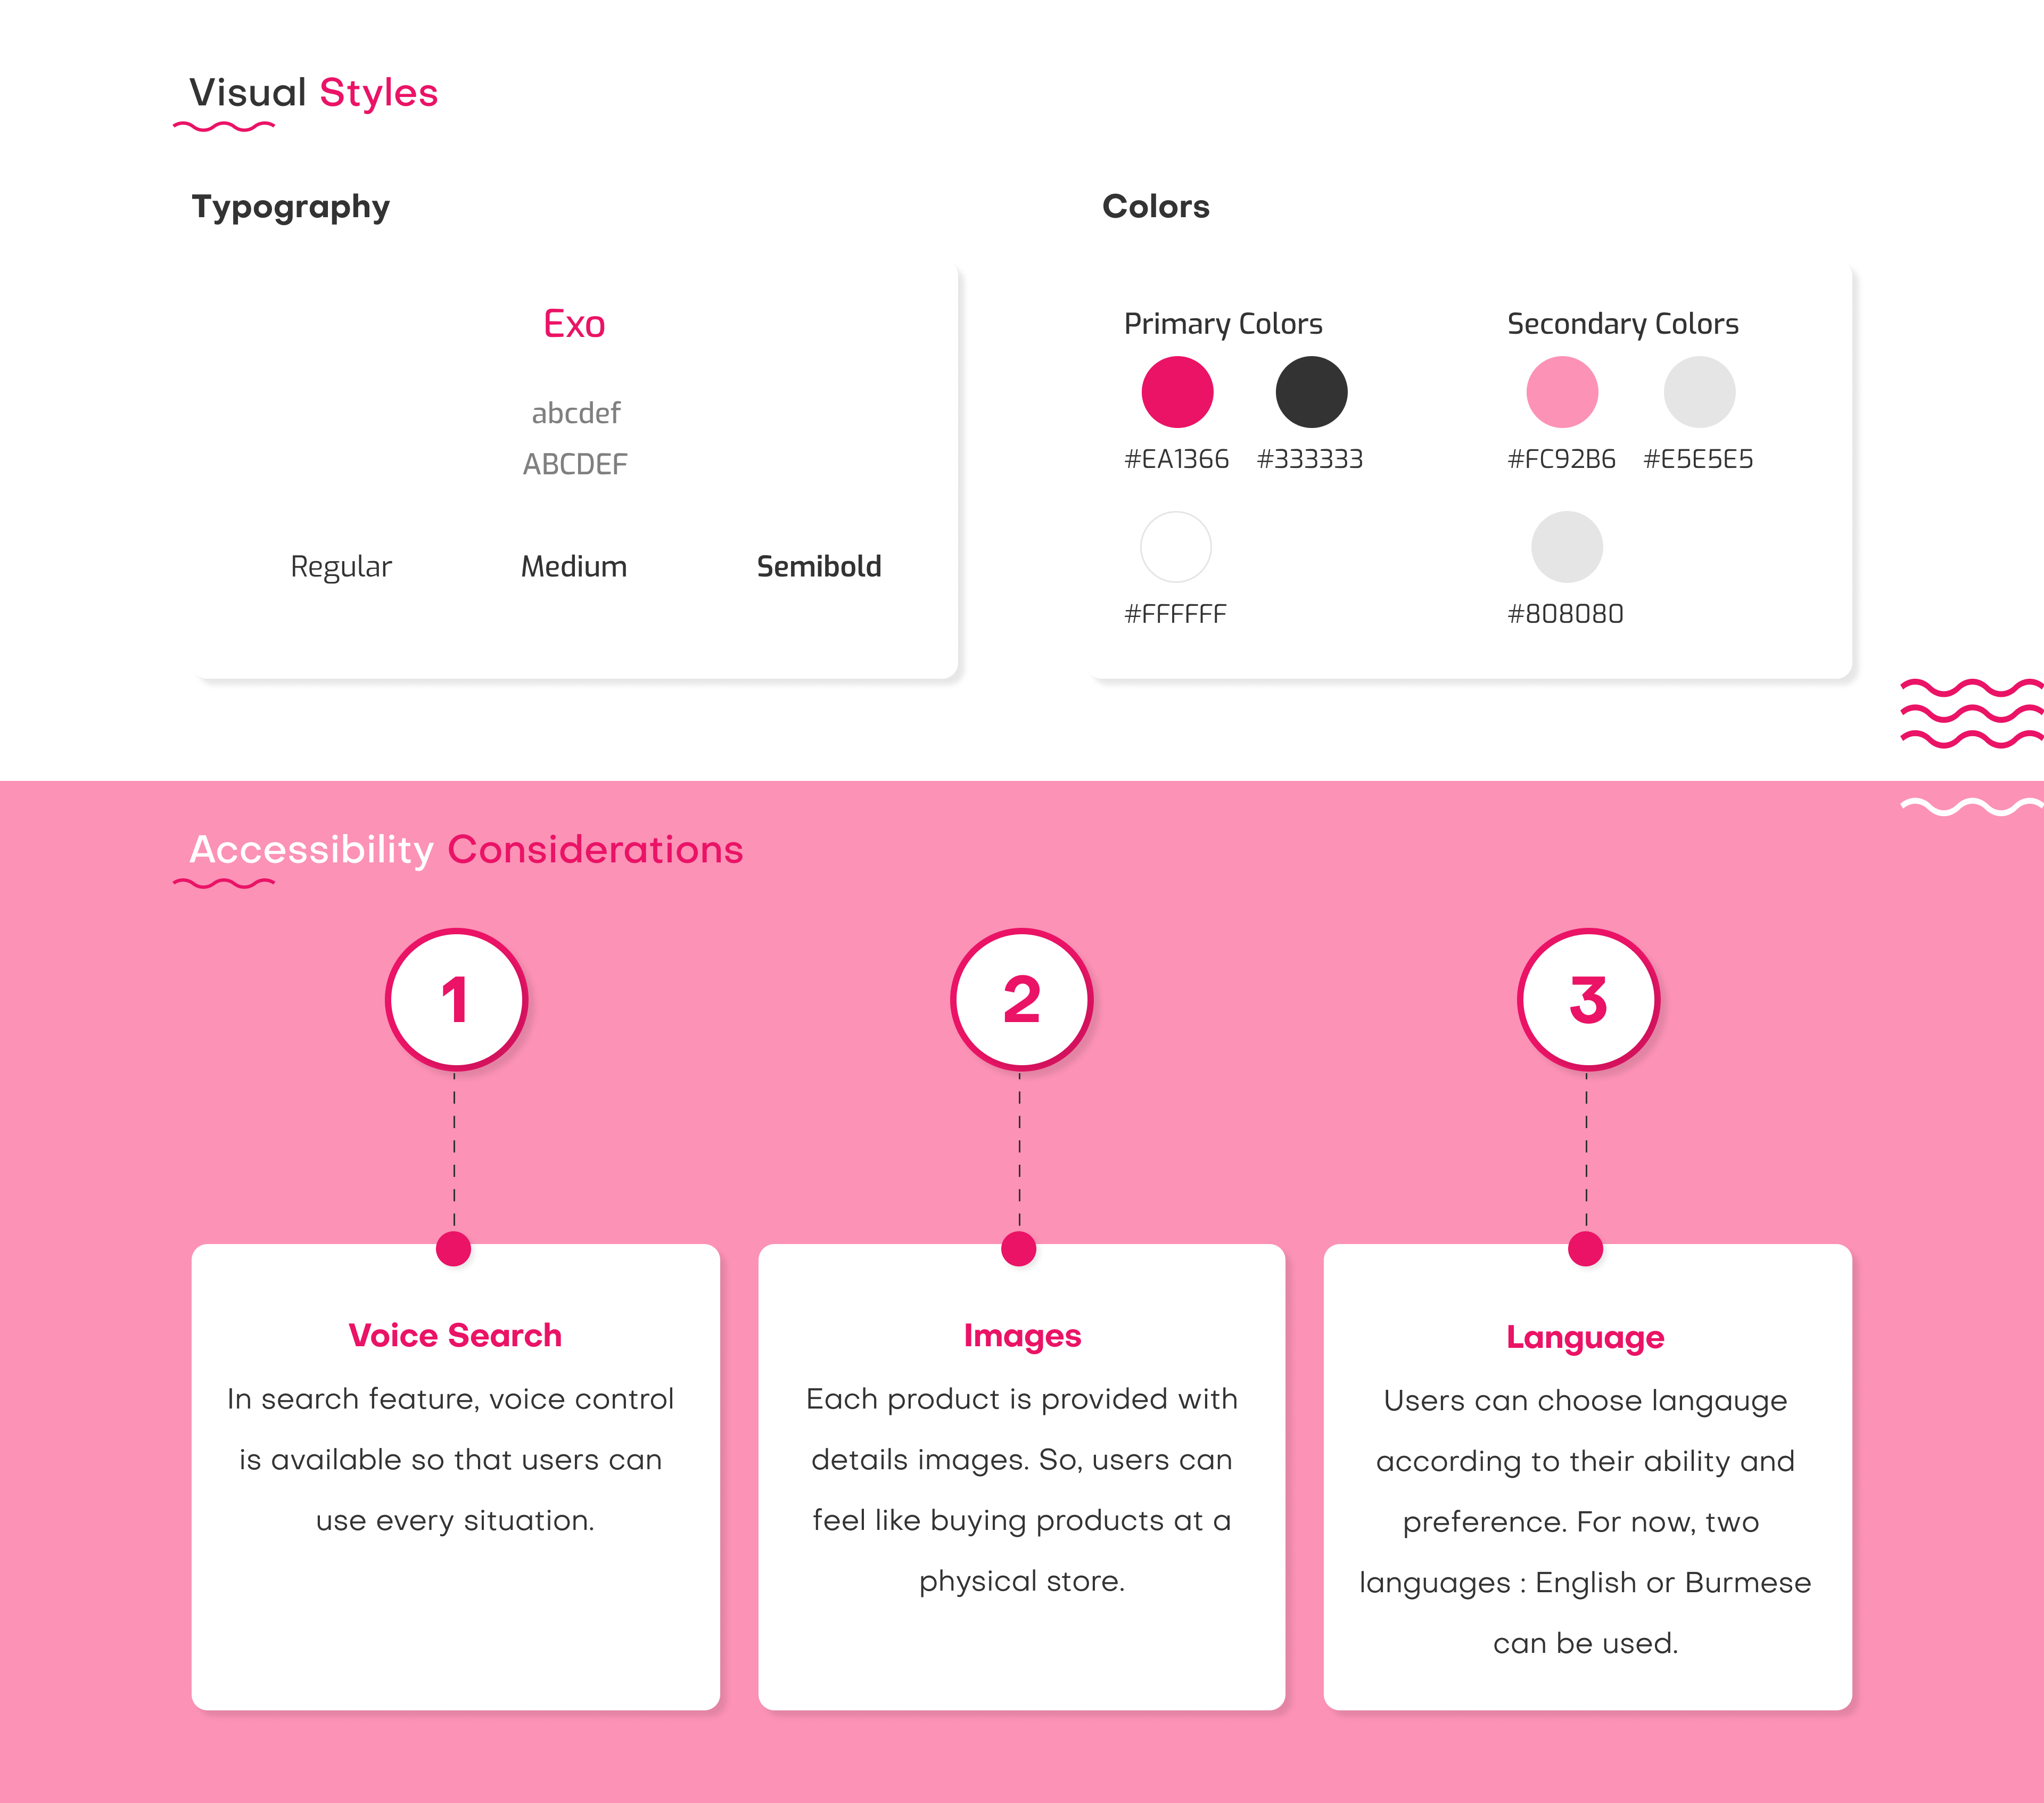 Visual Styles
Typography
Exo
abcdef
ABCDEF
Regular Medium Semibold
Colors
Primary Colors
#EA1366 #333333
#FFFFFF
Secondary Colors
#FC92B6 #E5E5E5
#808080
Accessibility Considerations
1
Voice Search
In search feature, voice control
is available so that users can
use every situation.
2
Images
Each product is provided with
details images. So, users can
feel like buying products at a
physical store.
3
Language
Users can choose langauge
according to their ability and
preference. For now, two
languages : English or Burmese
can be used.